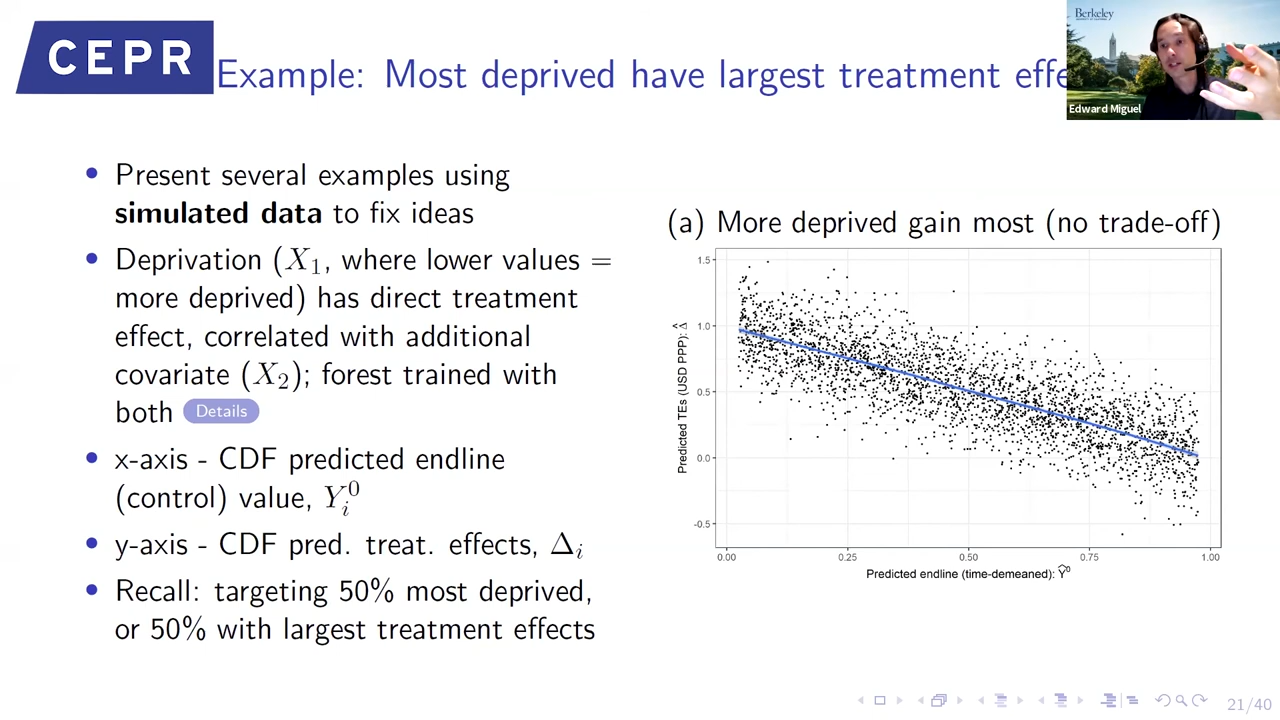 CEPR
Example: Most deprived have largest treatment effe
Berkeley
Edward Miguel
• Present several examples using
simulated data to fix ideas
• Deprivation (X₁, where lower values =
more deprived) has direct treatment
effect, correlated with additional
covariate (X₂); forest trained with
both Details
• x-axis - CDF predicted endline
(control) value, Yᵢ⁰
• y-axis - CDF pred. treat. effects, Δᵢ
• Recall: targeting 50% most deprived,
or 50% with largest treatment effects
(a) More deprived gain most (no trade-off)
Predicted TEs (USD PPP): Δ̂
1.5
1.0
0.5
0.0
-0.5
0.00 0.25 0.50 0.75 1.00
Predicted endline (time-demeaned): Ŷ⁰
21/40